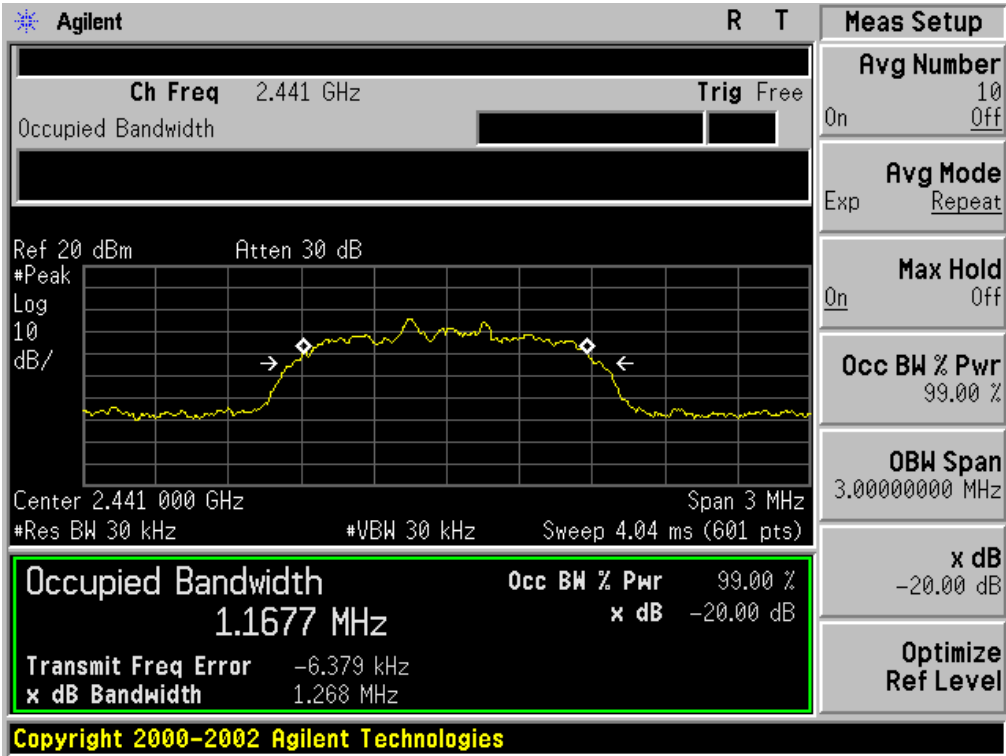 Agilent R T
Ch Freq 2.441 GHz Trig Free
Occupied Bandwidth
Ref 20 dBm Atten 30 dB
#Peak
Log
10
dB/
Center 2.441 000 GHz Span 3 MHz
#Res BW 30 kHz #VBW 30 kHz Sweep 4.04 ms (601 pts)
Occupied Bandwidth Occ BW % Pwr 99.00 %
1.1677 MHz x dB -20.00 dB
Transmit Freq Error -6.379 kHz
x dB Bandwidth 1.268 MHz
Copyright 2000-2002 Agilent Technologies
Meas Setup
Avg Number
10
On Off
Avg Mode
Exp Repeat
Max Hold
On Off
Occ BW % Pwr
99.00 %
OBW Span
3.00000000 MHz
x dB
-20.00 dB
Optimize
Ref Level